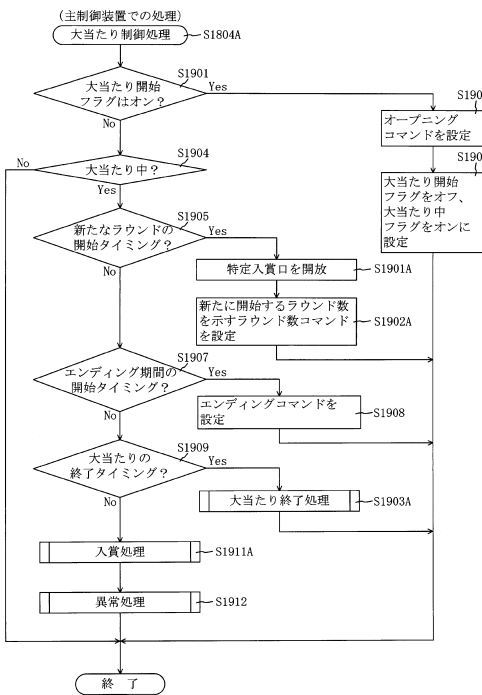 (主制御装置での処理)
大当たり制御処理
S1804A
S1901
大当たり開始
フラグはオン?
Yes
No
S190
オープニング
コマンドを設定
S190
大当たり開始
フラグをオフ、
大当たり中
フラグをオンに
設定
S1904
大当たり中?
No
Yes
S1905
新たなラウンドの
開始タイミング?
Yes
No
特定入賞口を開放
S1901A
新たに開始するラウンド数
を示すラウンド数コマンド
を設定
S1902A
S1907
エンディング期間の
開始タイミング?
Yes
No
エンディングコマンドを
設定
S1908
S1909
大当たりの
終了タイミング?
Yes
No
大当たり終了処理
S1903A
入賞処理
S1911A
異常処理
S1912
終 了